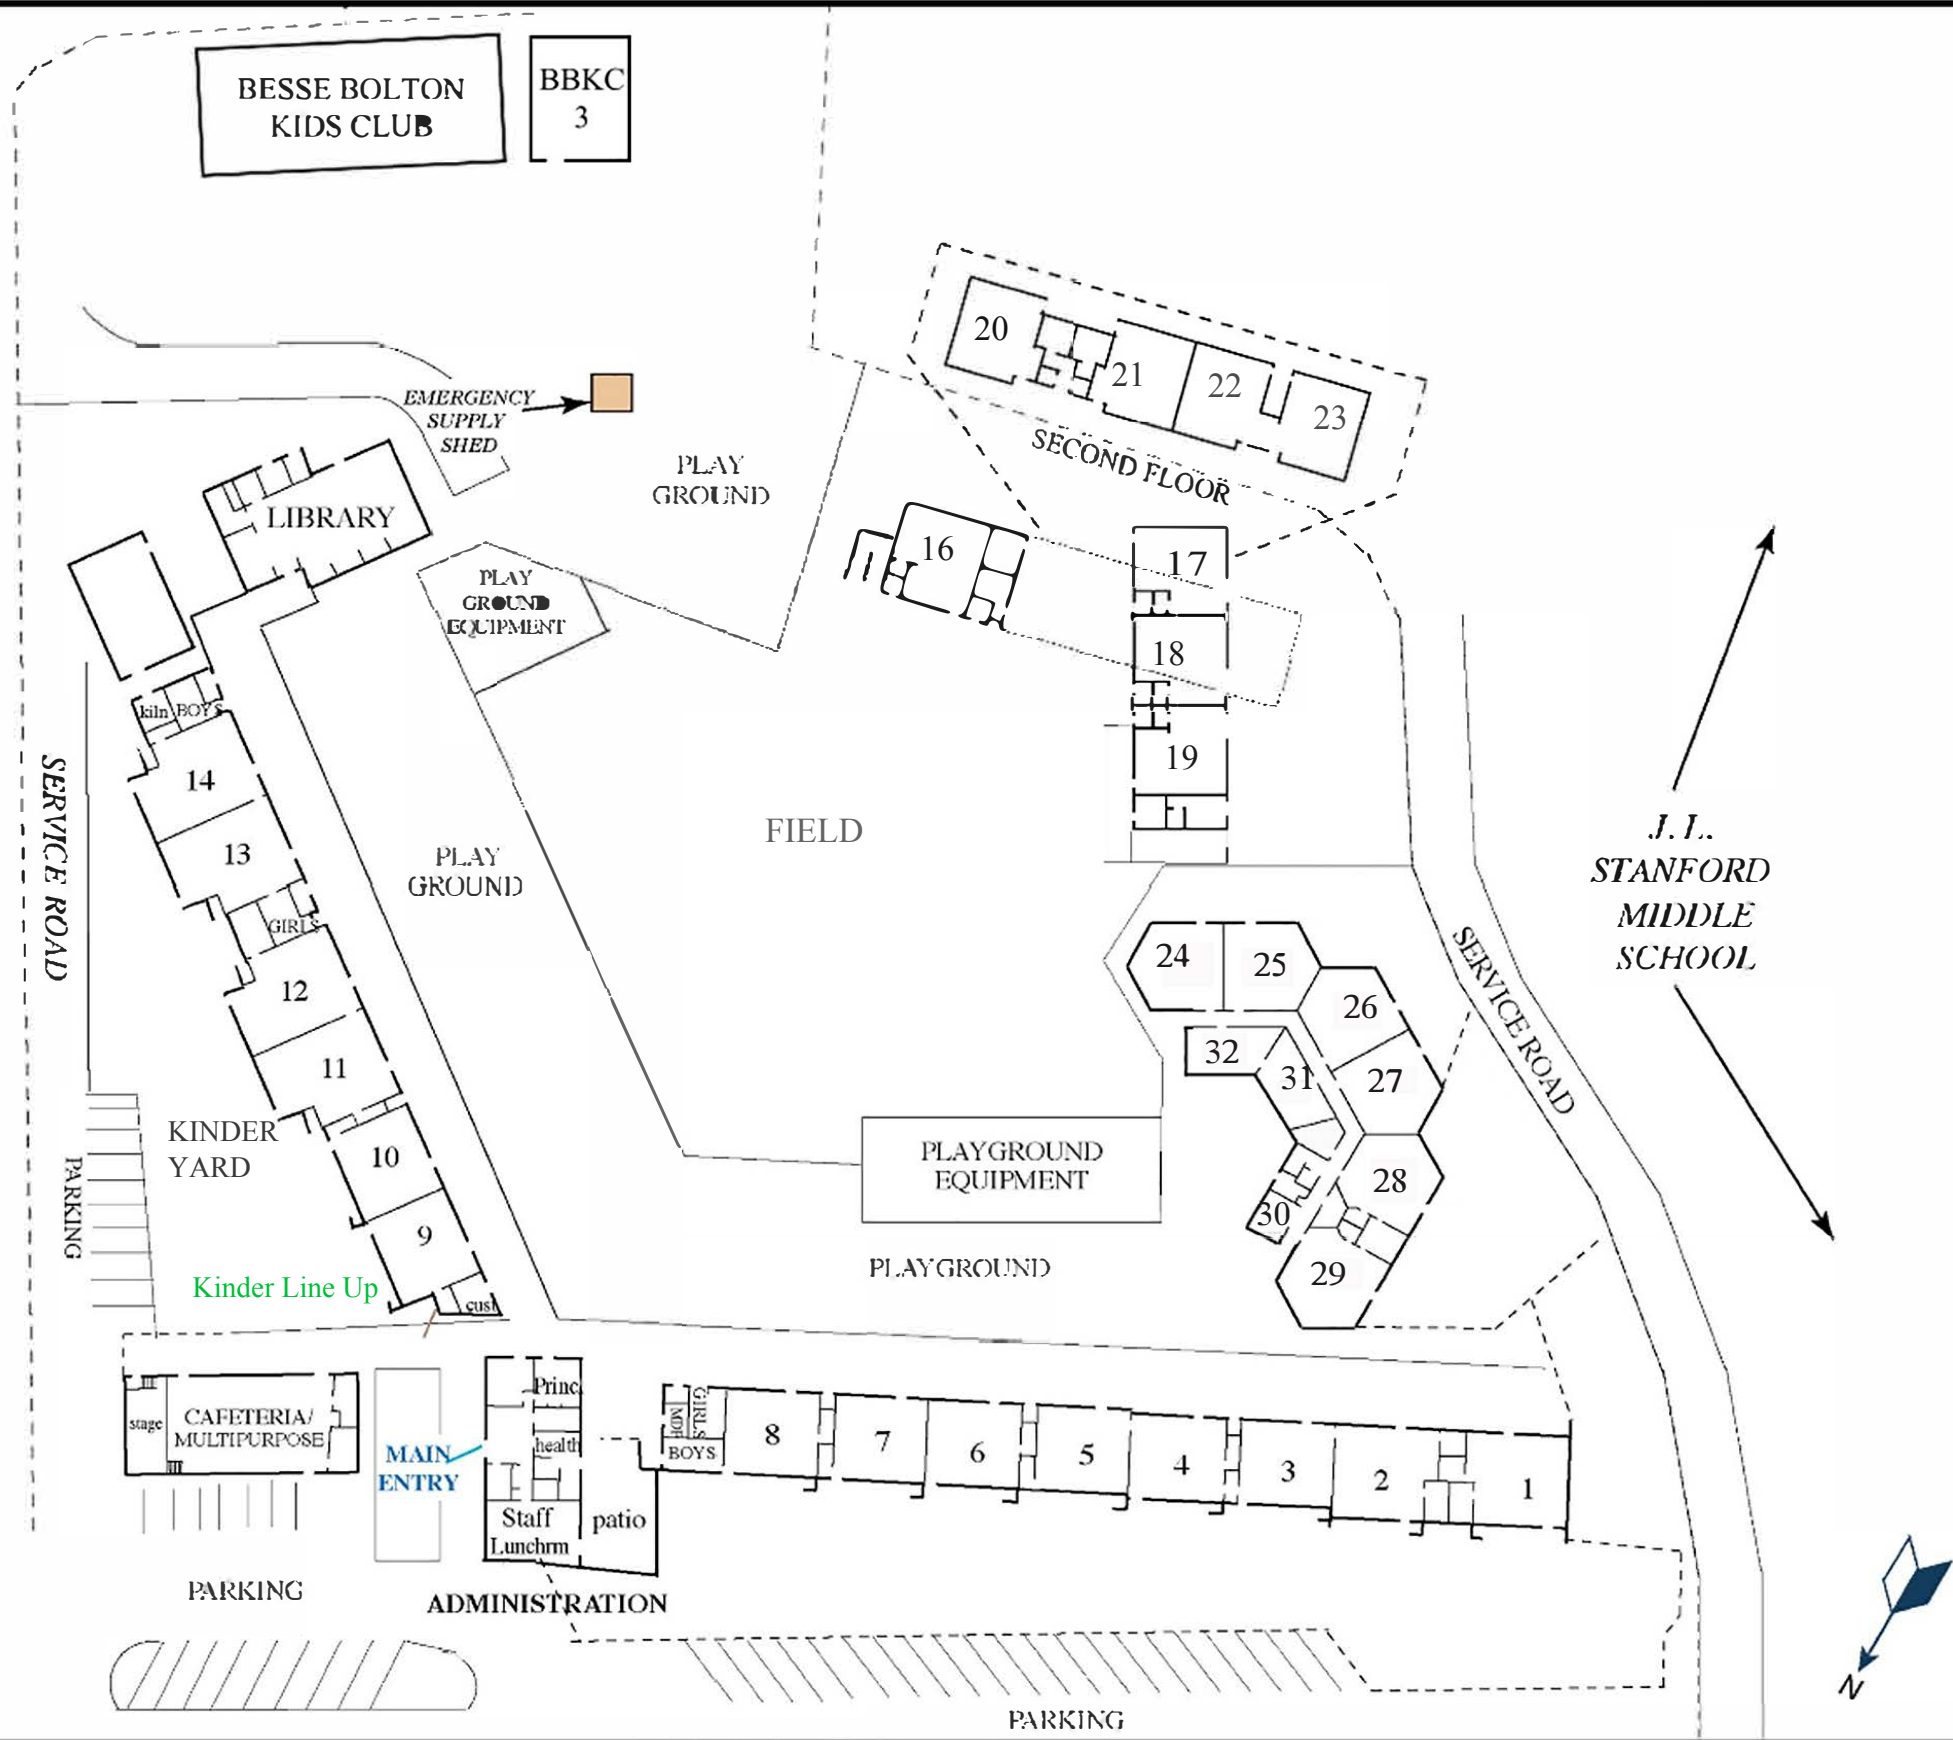 BESSE BOLTON
KIDS CLUB
BBKC
3
20
21
22
23
SECOND FLOOR
EMERGENCY
SUPPLY
SHED
PLAY
GROUND
LIBRARY
16
17
18
19
PLAY
GROUND
EQUIPMENT
kiln
BOYS
14
13
GIRLS
12
11
10
9
cust
SERVICE ROAD
PLAY
GROUND
FIELD
J. L.
STANFORD
MIDDLE
SCHOOL
SERVICE ROAD
24
25
26
27
28
29
30
31
32
KINDER
YARD
PARKING
Kinder Line Up
PLAYGROUND
EQUIPMENT
PLAYGROUND
stage
CAFETERIA/
MULTIPURPOSE
MAIN
ENTRY
Princ.
health
Staff
Lunchrm
patio
GIRLS
MDF
BOYS
8
7
6
5
4
3
2
1
PARKING
ADMINISTRATION
PARKING
N